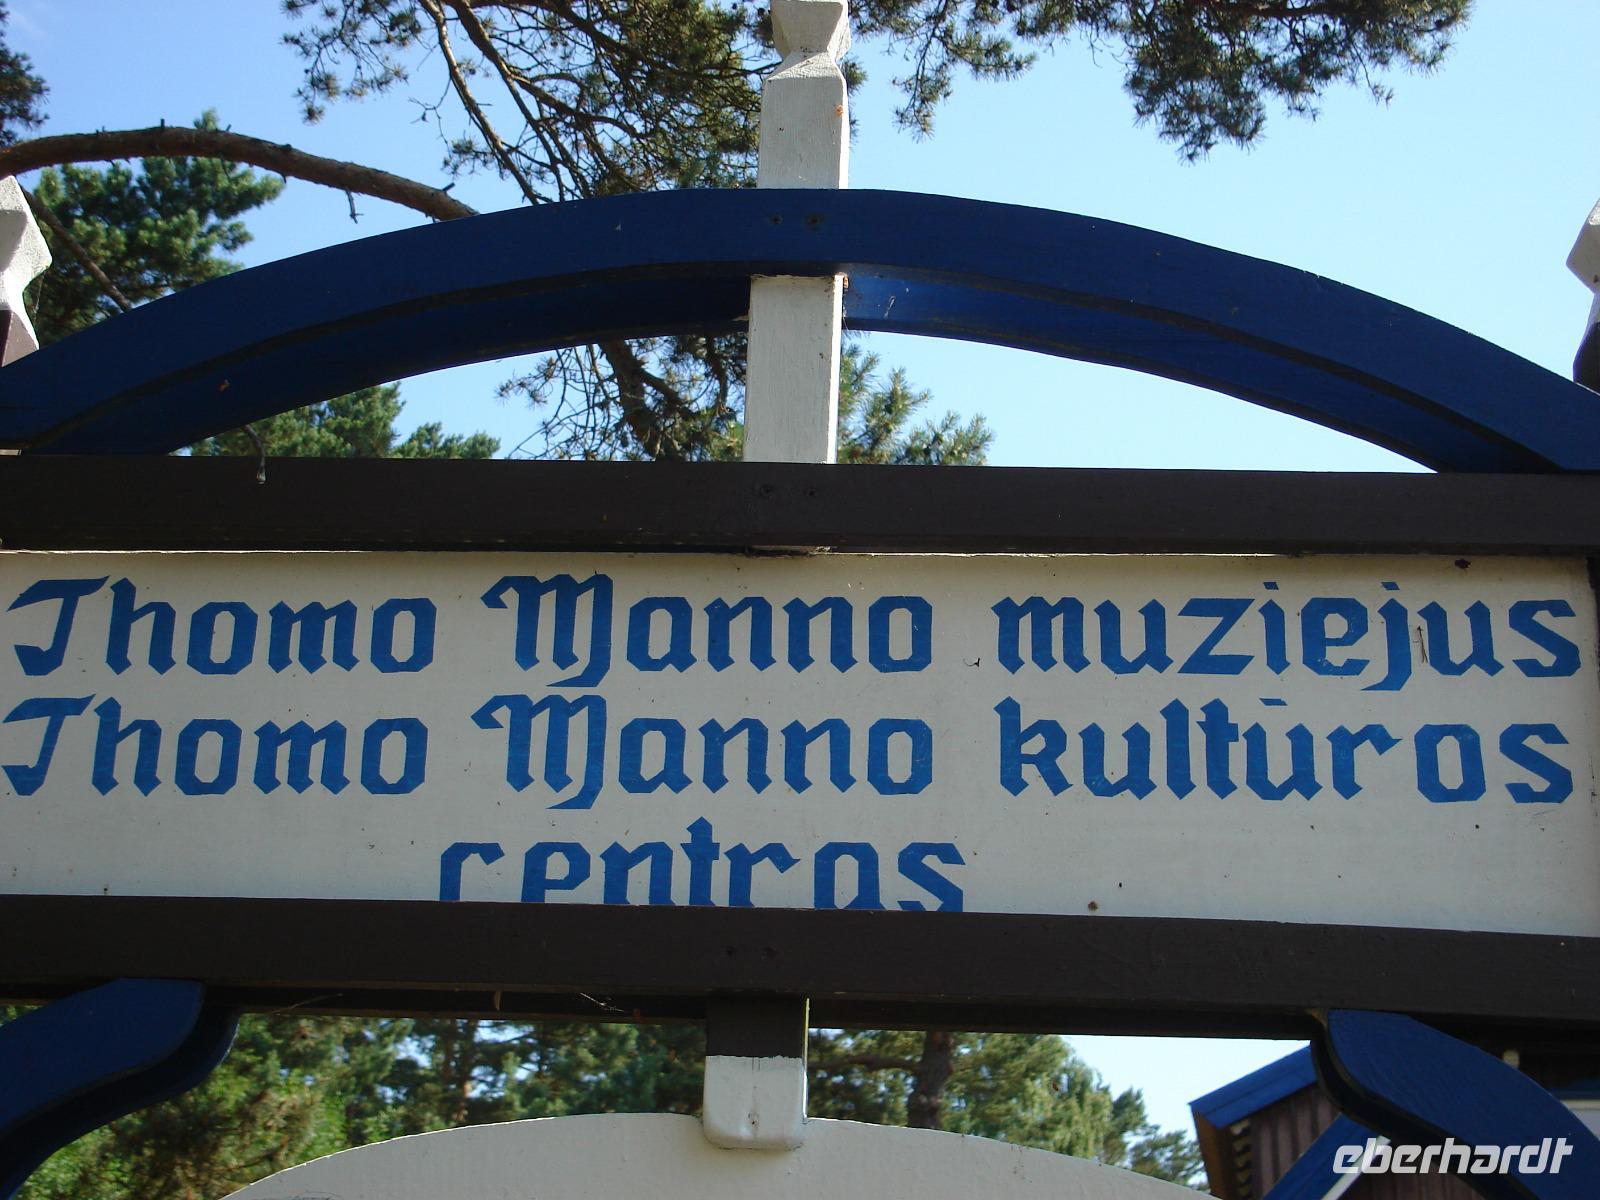 Thomo Manno muziejus
Thomo Manno kultūros
centras
eberhardt